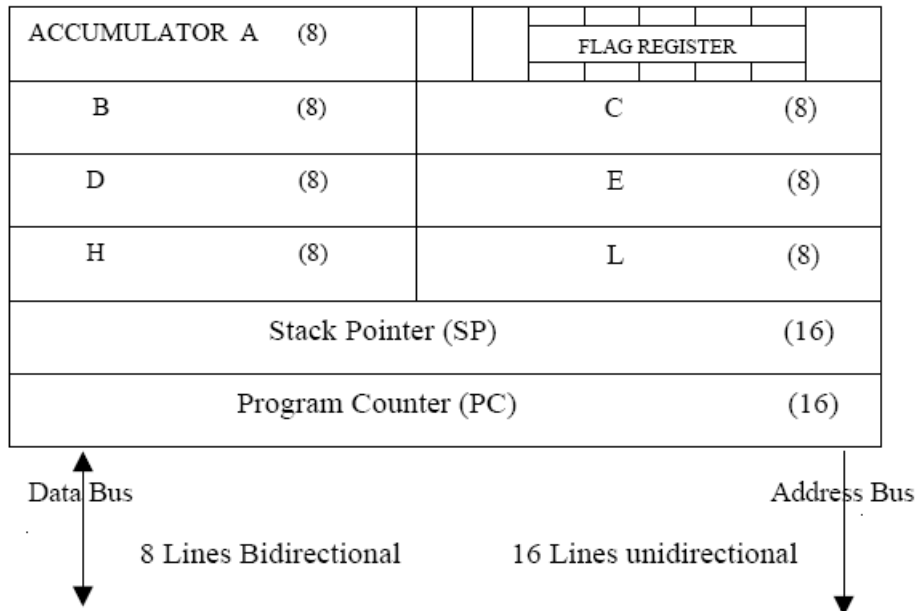 ACCUMULATOR A (8)
FLAG REGISTER
B (8) C (8)
D (8) E (8)
H (8) L (8)
Stack Pointer (SP) (16)
Program Counter (PC) (16)
Data Bus Address Bus
8 Lines Bidirectional 16 Lines unidirectional